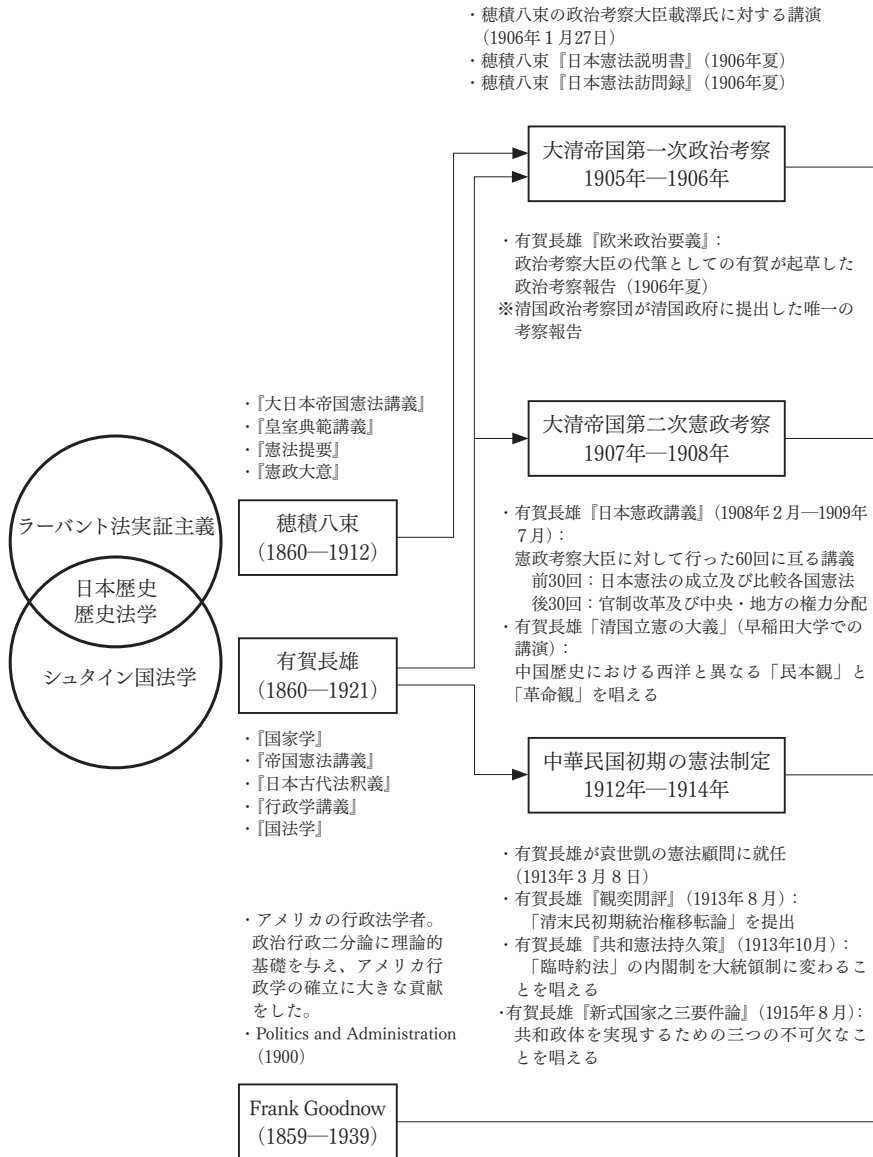 ・穂積八束の政治考察大臣載澤氏に対する講演
（1906年１月27日）
・穂積八束『日本憲法説明書』（1906年夏）
・穂積八束『日本憲法訪問録』（1906年夏）
大清帝国第一次政治考察
1905年―1906年
・有賀長雄『欧米政治要義』：
政治考察大臣の代筆としての有賀が起草した
政治考察報告（1906年夏）
※清国政治考察団が清国政府に提出した唯一の
考察報告
・『大日本帝国憲法講義』
・『皇室典範講義』
・『憲法提要』
・『憲政大意』
大清帝国第二次憲政考察
1907年―1908年
ラーバント法実証主義
日本歴史
歴史法学
シュタイン国法学
穂積八束
(1860―1912)
・有賀長雄『日本憲政講義』（1908年２月―1909年
７月）：
憲政考察大臣に対して行った60回に亘る講義
前30回：日本憲法の成立及び比較各国憲法
後30回：官制改革及び中央・地方の権力分配
・有賀長雄「清国立憲の大義」（早稲田大学での
講演）：
中国歴史における西洋と異なる「民本観」と
「革命観」を唱える
有賀長雄
(1860―1921)
・『国家学』
・『帝国憲法講義』
・『日本古代法釈義』
・『行政学講義』
・『国法学』
中華民国初期の憲法制定
1912年―1914年
・有賀長雄が袁世凱の憲法顧問に就任
（1913年３月８日）
・有賀長雄『観奕閒評』（1913年８月）：
「清末民初期統治権移転論」を提出
・有賀長雄『共和憲法持久策』（1913年10月）：
「臨時約法」の内閣制を大統領制に変わるこ
とを唱える
・有賀長雄『新式国家之三要件論』（1915年８月）：
共和政体を実現するための三つの不可欠なこ
とを唱える
・アメリカの行政法学者。
政治行政二分論に理論的
基礎を与え、アメリカ行
政学の確立に大きな貢献
をした。
・Politics and Administration
（1900）
Frank Goodnow
(1859―1939)